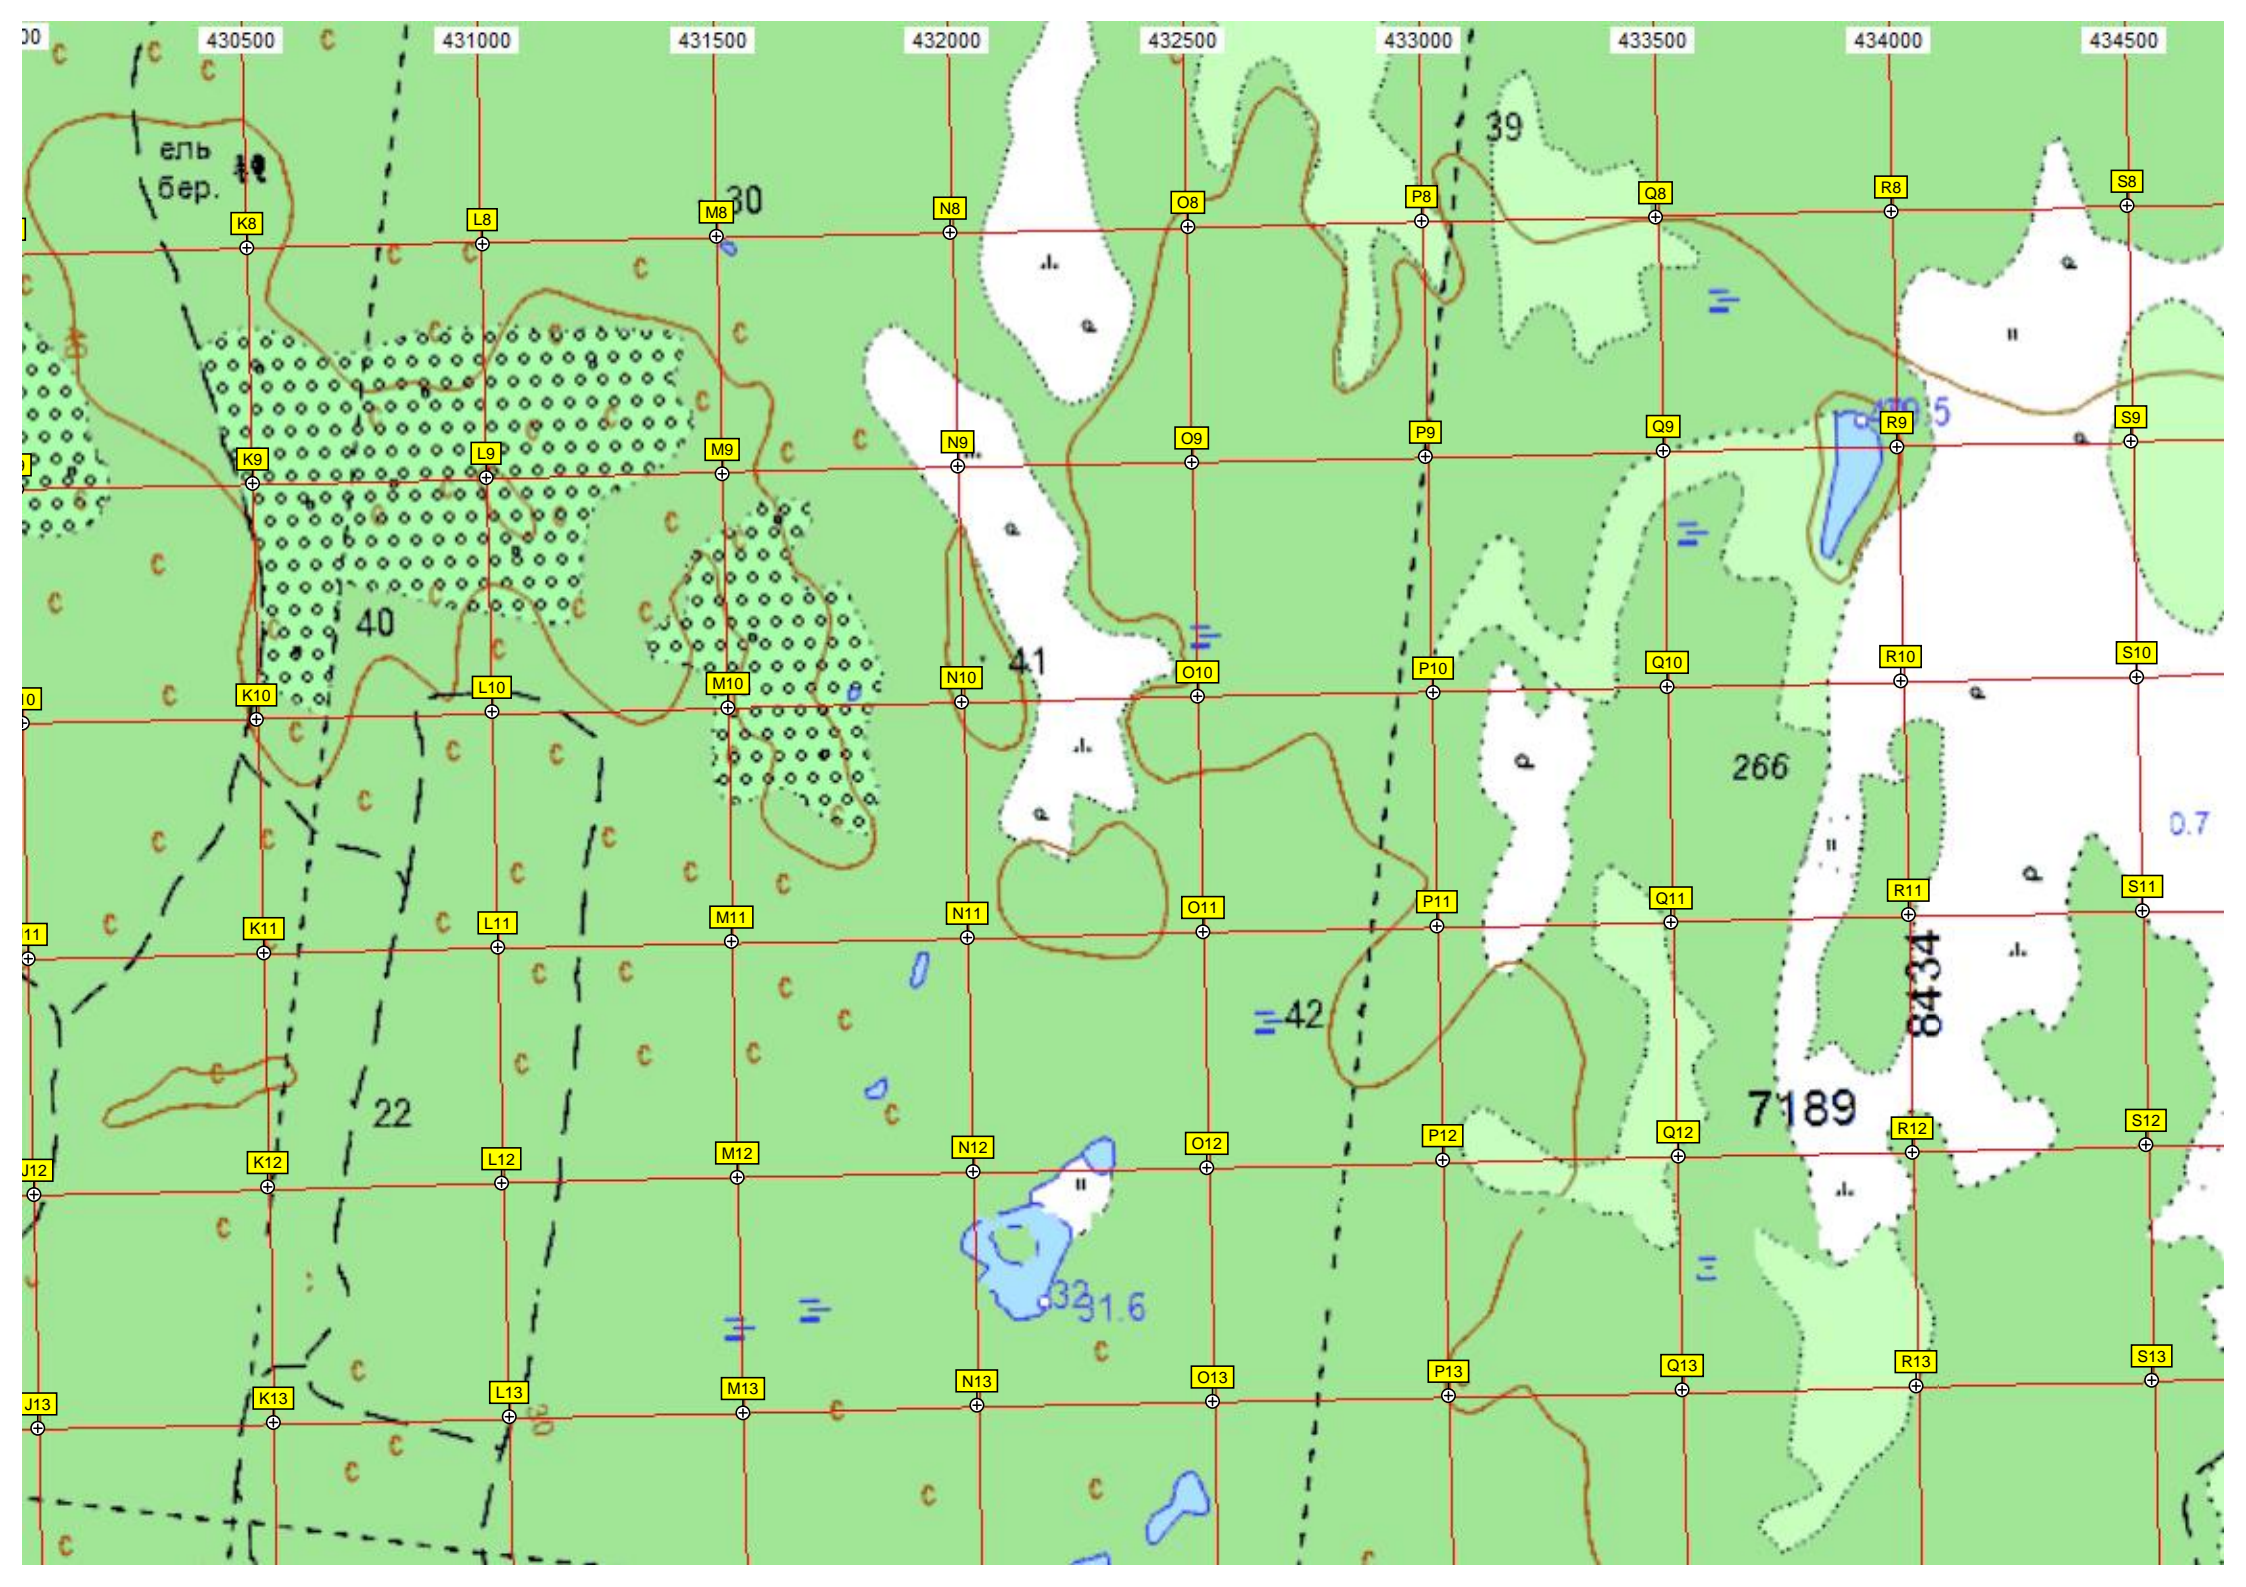 00 430500 431000 431500 432000 432500 433000 433500 434000 434500
39
ель
бер.
30
K8 L8 M8 N8 O8 P8 Q8 R8 S8
K9 L9 M9 N9 O9 P9 Q9 R9 S9
40
41
10 K10 L10 M10 N10 O10 P10 Q10 R10 S10
266
0.7
11 K11 L11 M11 N11 O11 P11 Q11 R11 S11
8434
42
22
7189
J12 K12 L12 M12 N12 O12 P12 Q12 R12 S12
31.6
J13 K13 L13 M13 N13 O13 P13 Q13 R13 S13